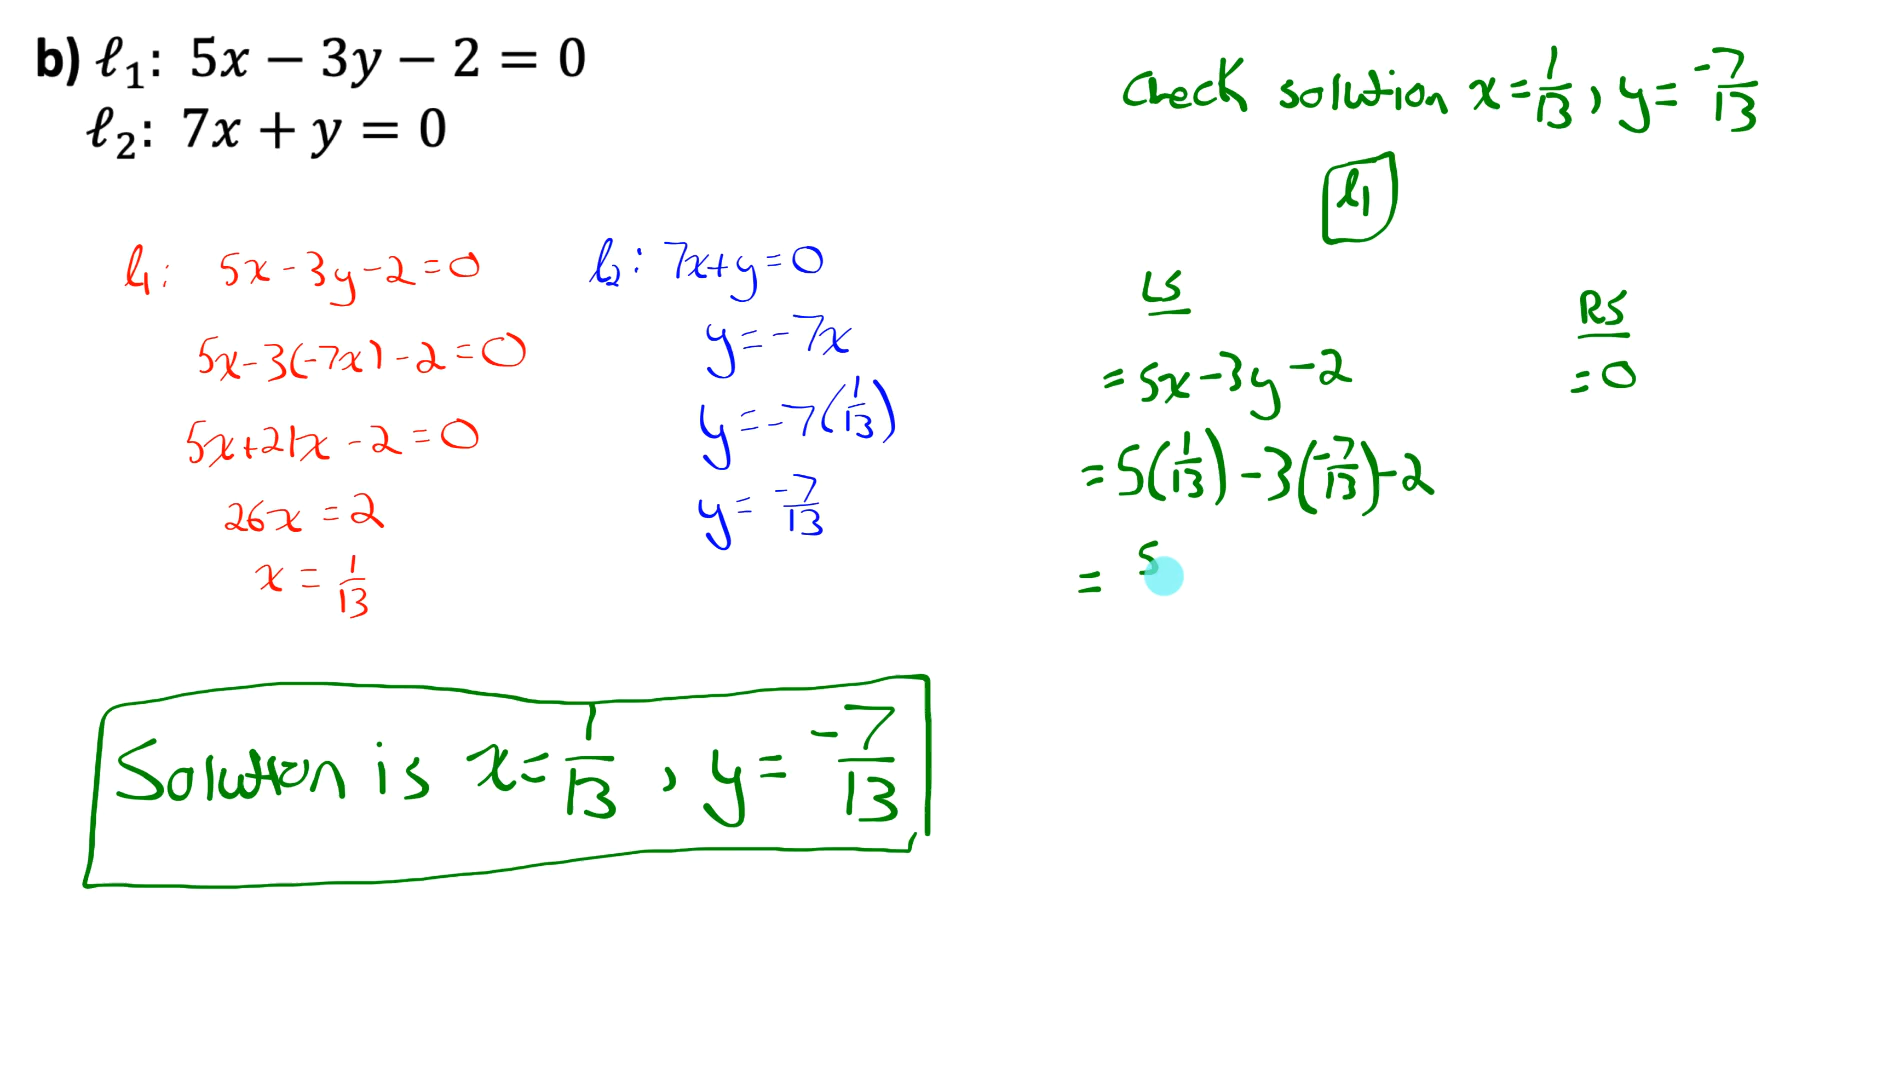 b) ℓ₁: 5x − 3y − 2 = 0
ℓ₂: 7x + y = 0
l₁: 5x - 3y - 2 = 0
5x - 3(-7x) - 2 = 0
5x + 21x - 2 = 0
26x = 2
x = 1/13
l₂: 7x + y = 0
y = -7x
y = -7(1/13)
y = -7/13
Solution is x = 1/13, y = -7/13
Check solution x = 1/13, y = -7/13
l₁
LS
= 5x - 3y - 2
= 5(1/13) - 3(-7/13) - 2
= 5
RS
= 0